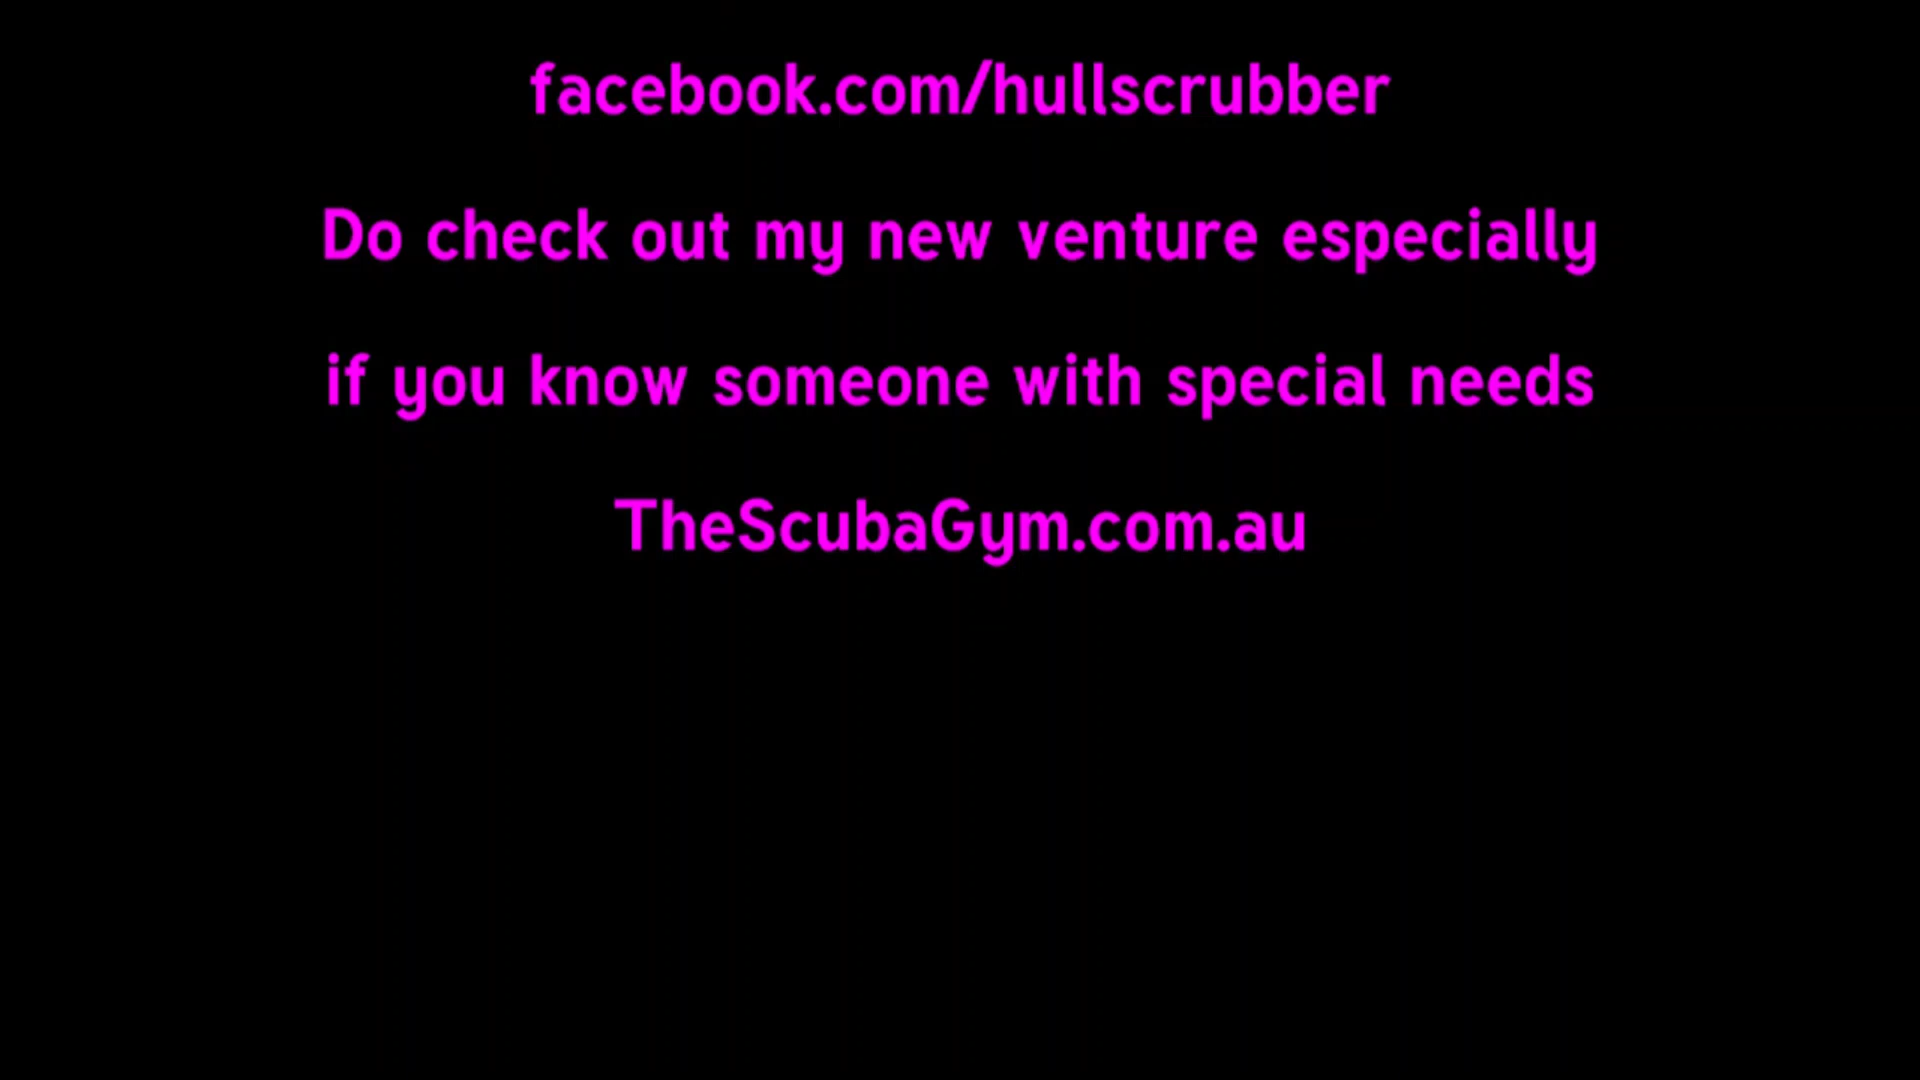 facebook.com/hullscrubber
Do check out my new venture especially
if you know someone with special needs
TheScubaGym.com.au